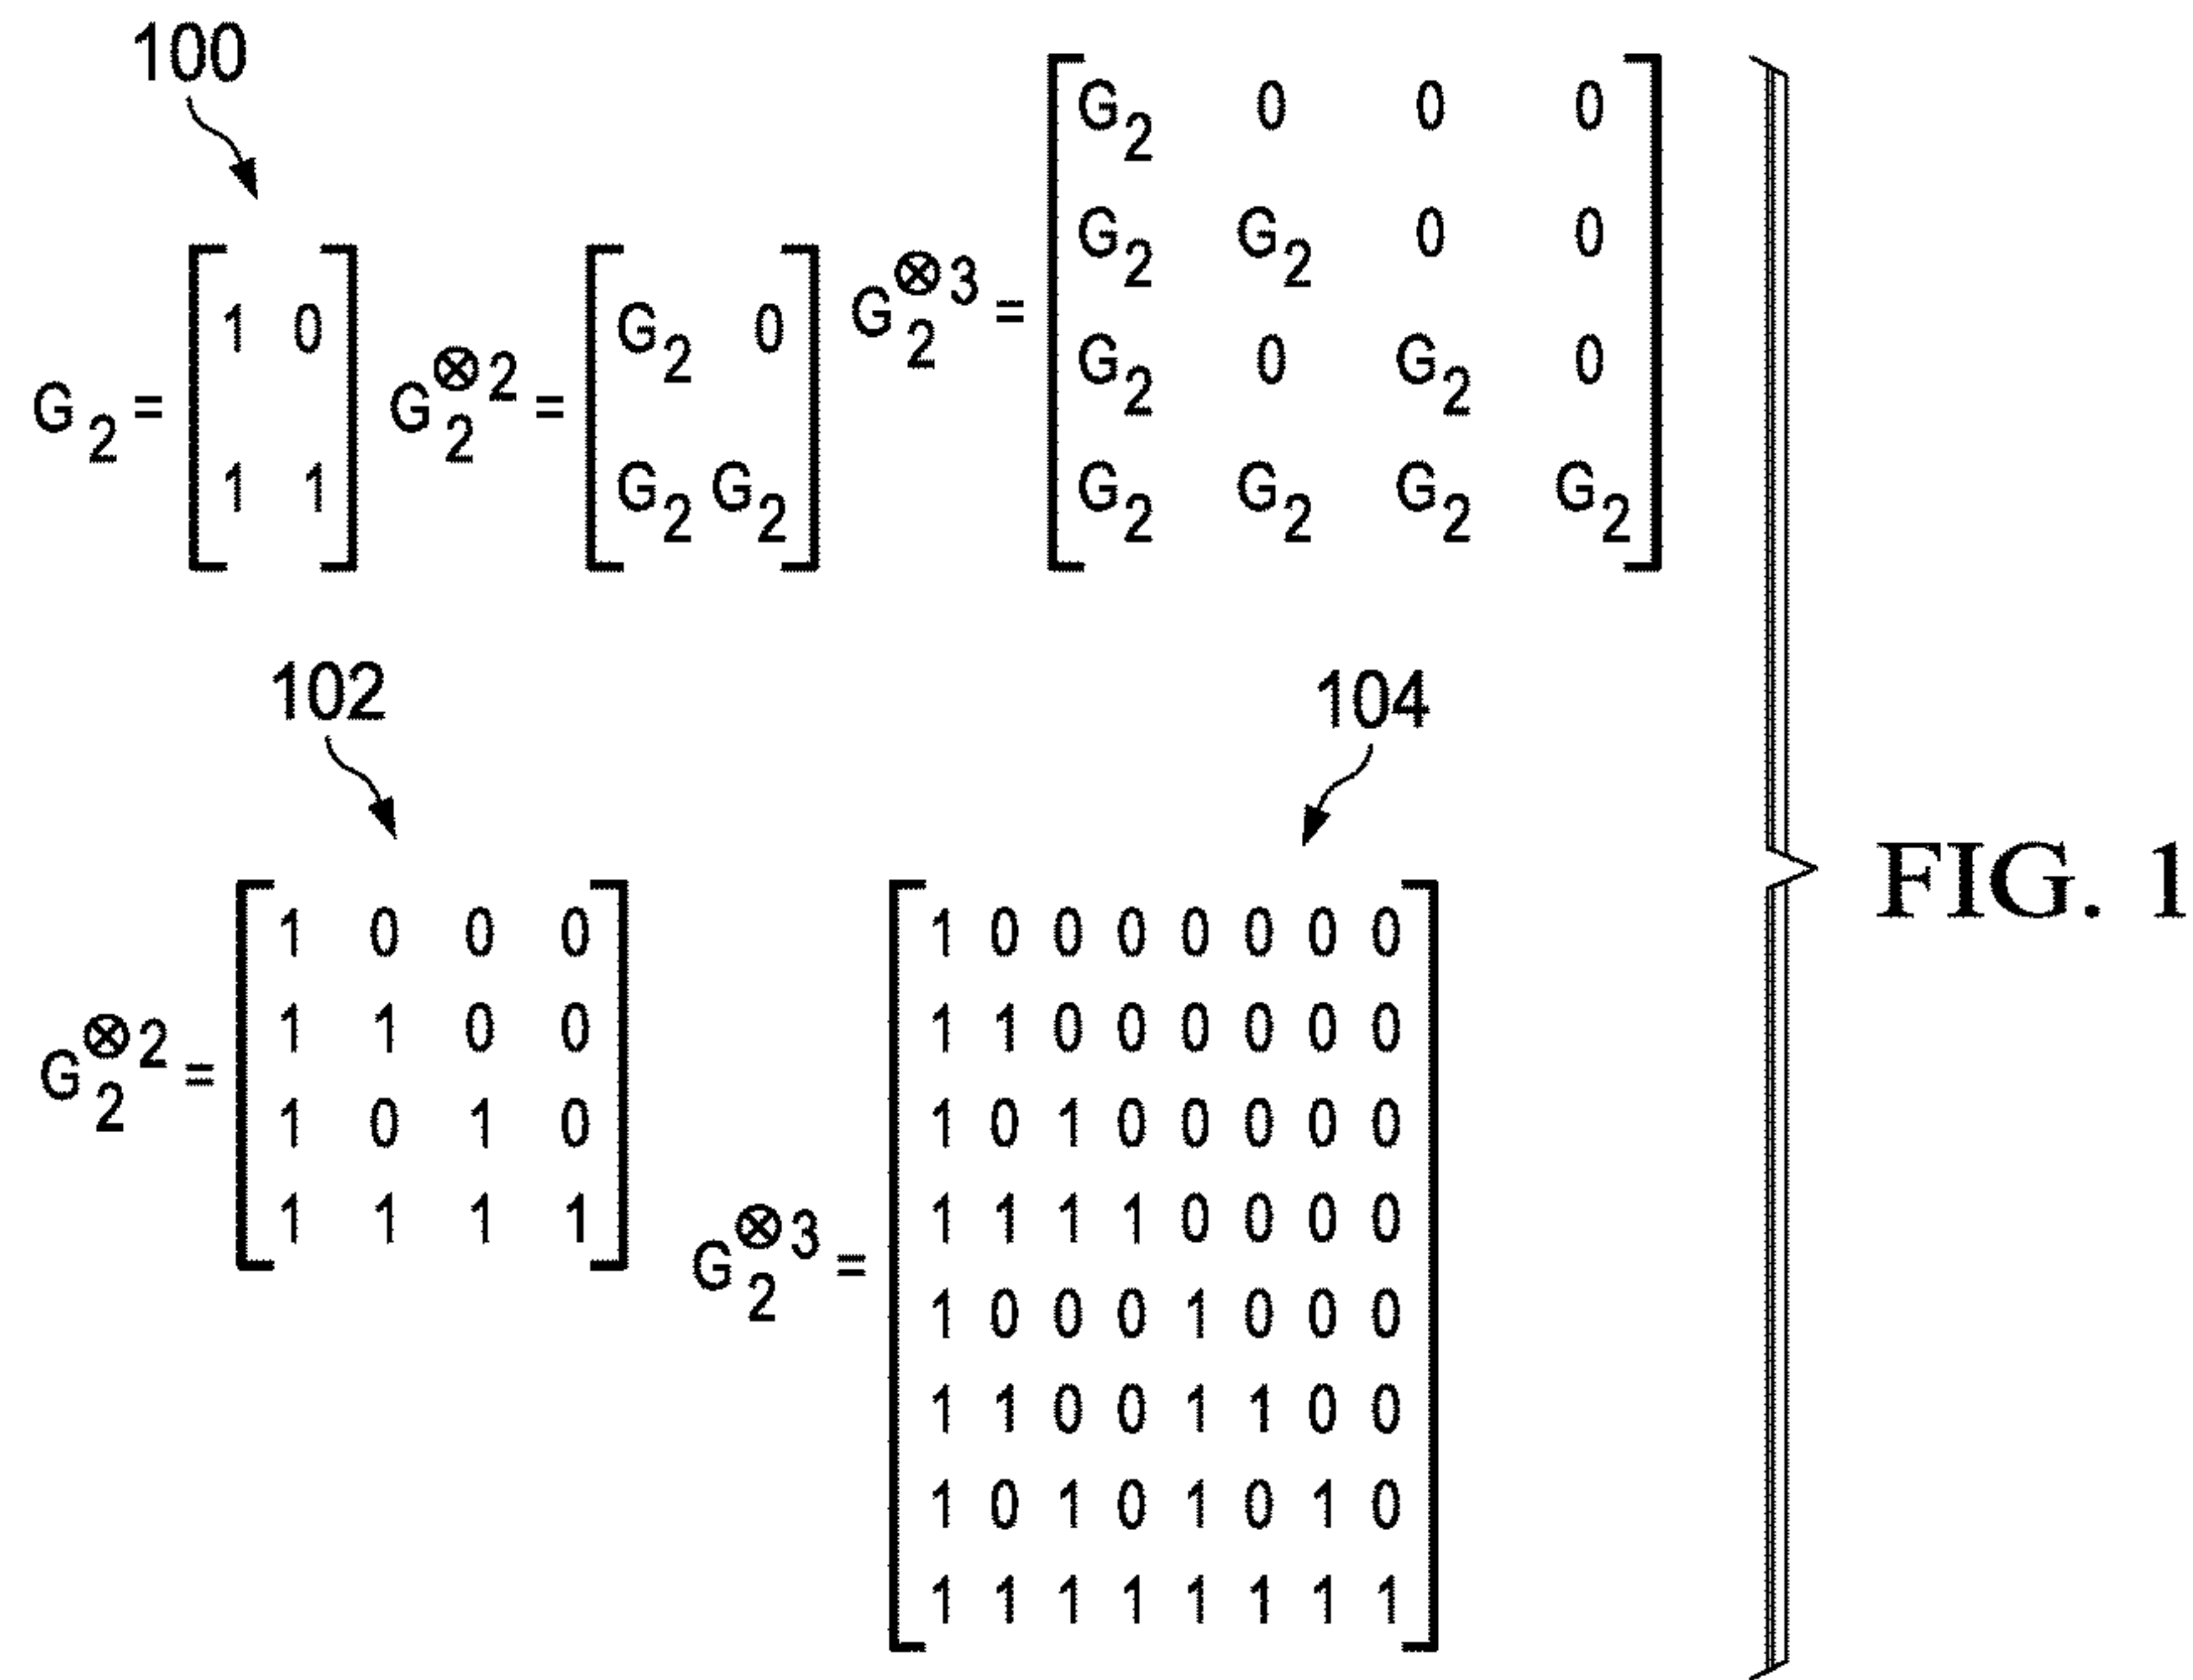 100
G₂ = [ 1 0
1 1 ]
G₂^⊗2 = [ G₂ 0
G₂ G₂ ]
G₂^⊗3 = [ G₂ 0 0 0
G₂ G₂ 0 0
G₂ 0 G₂ 0
G₂ G₂ G₂ G₂ ]
102
G₂^⊗2 = [ 1 0 0 0
1 1 0 0
1 0 1 0
1 1 1 1 ]
104
G₂^⊗3 = [ 1 0 0 0 0 0 0 0
1 1 0 0 0 0 0 0
1 0 1 0 0 0 0 0
1 1 1 1 0 0 0 0
1 0 0 0 1 0 0 0
1 1 0 0 1 1 0 0
1 0 1 0 1 0 1 0
1 1 1 1 1 1 1 1 ]
FIG. 1